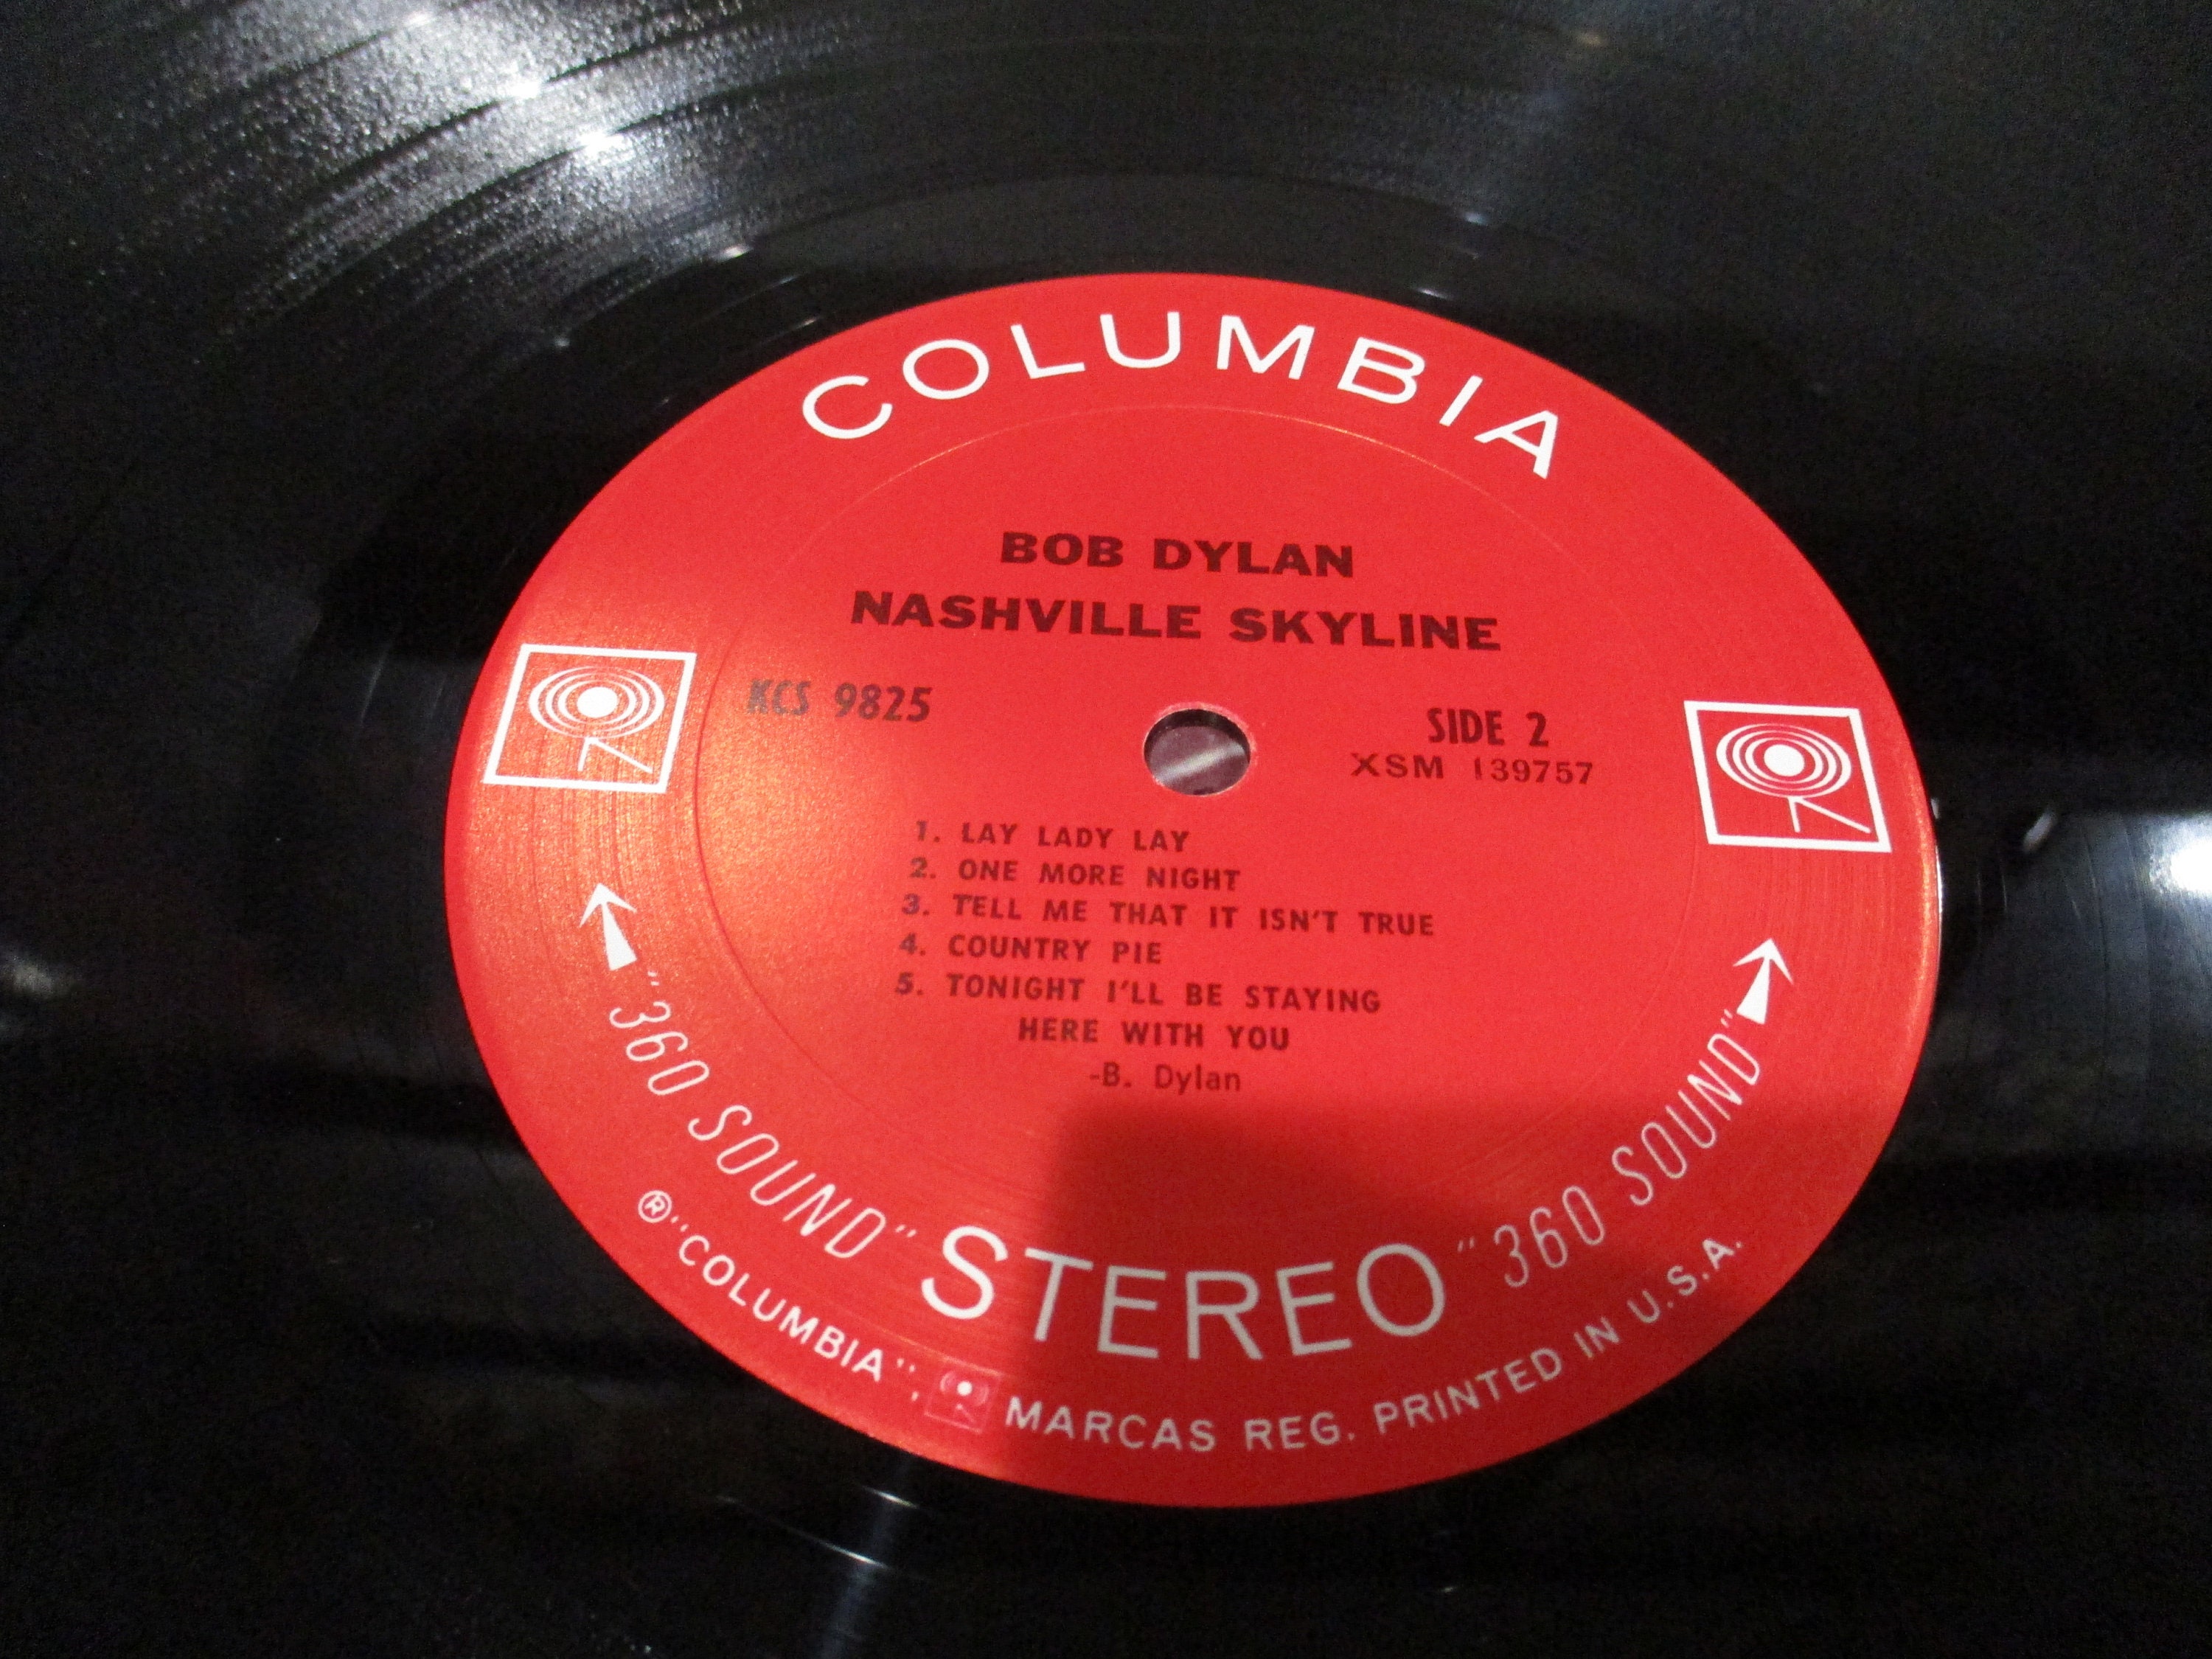 COLUMBIA
BOB DYLAN
NASHVILLE SKYLINE
KCS 9825
SIDE 2
XSM 139757
1. LAY LADY LAY
2. ONE MORE NIGHT
3. TELL ME THAT IT ISN'T TRUE
4. COUNTRY PIE
5. TONIGHT I'LL BE STAYING
HERE WITH YOU
-B. Dylan
"360 SOUND" STEREO "360 SOUND"
® "COLUMBIA", MARCAS REG. PRINTED IN U.S.A.